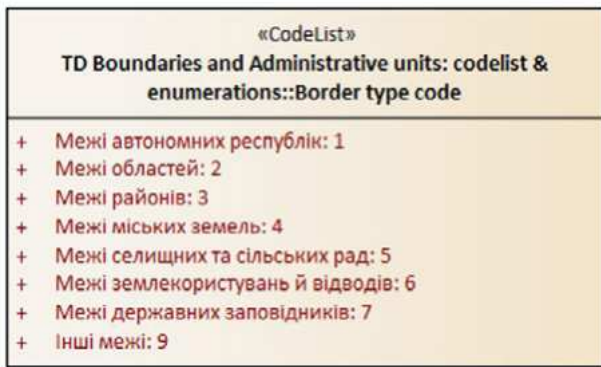 «CodeList»
TD Boundaries and Administrative units: codelist &
enumerations::Border type code
+ Межі автономних республік: 1
+ Межі областей: 2
+ Межі районів: 3
+ Межі міських земель: 4
+ Межі селищних та сільських рад: 5
+ Межі землекористувань й відводів: 6
+ Межі державних заповідників: 7
+ Інші межі: 9